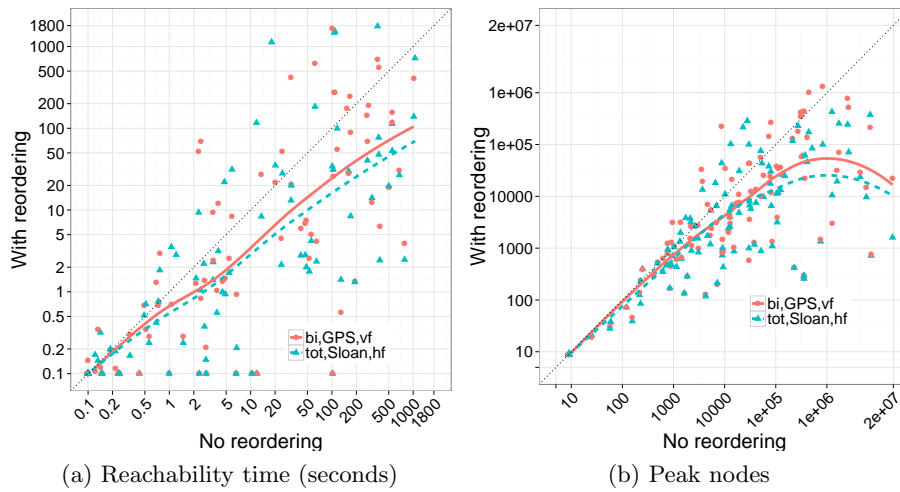 With reordering
1800
1000
500
200
100
50
20
10
5
2
1
0.5
0.2
0.1
bi,GPS,vf
tot,Sloan,hf
0.1 0.2 0.5 1 2 5 10 20 50 100 200 500 1000 1800
No reordering
(a) Reachability time (seconds)
With reordering
2e+07
1e+06
1e+05
10000
1000
100
10
bi,GPS,vf
tot,Sloan,hf
10 100 1000 10000 1e+05 1e+06 2e+07
No reordering
(b) Peak nodes